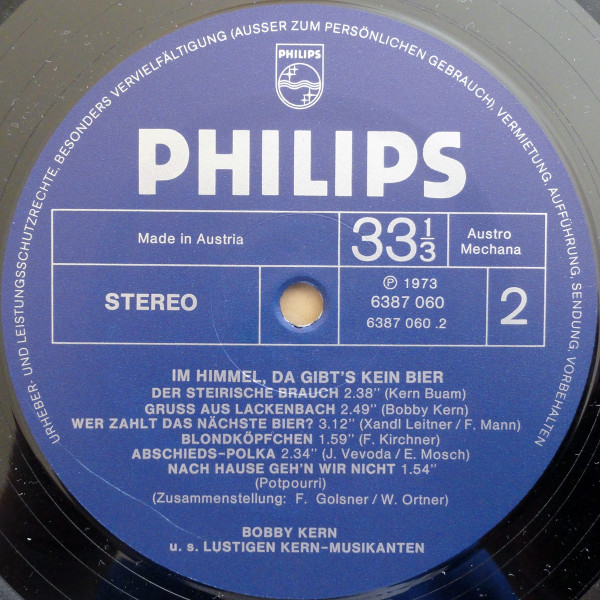 URHEBER- UND LEISTUNGSSCHUTZRECHTE, BESONDERS VERVIELFÄLTIGUNG (AUSSER ZUM PERSÖNLICHEN GEBRAUCH), VERMIETUNG, AUFFÜHRUNG, SENDUNG, VORBEHALTEN
PHILIPS
PHILIPS
Made in Austria
33 1/3
Austro
Mechana
STEREO
℗ 1973
6387 060
6387 060 .2
2
IM HIMMEL, DA GIBT'S KEIN BIER
DER STEIRISCHE BRAUCH 2.38" (Kern Buam)
GRUSS AUS LACKENBACH 2.49" (Bobby Kern)
WER ZAHLT DAS NÄCHSTE BIER? 3.12" (Xandl Leitner/F. Mann)
BLONDKÖPFCHEN 1.59" (F. Kirchner)
ABSCHIEDS-POLKA 2.34" (J. Vevoda/E. Mosch)
NACH HAUSE GEH'N WIR NICHT 1.54"
(Potpourri)
(Zusammenstellung: F. Golsner/W. Ortner)
BOBBY KERN
u. s. LUSTIGEN KERN-MUSIKANTEN